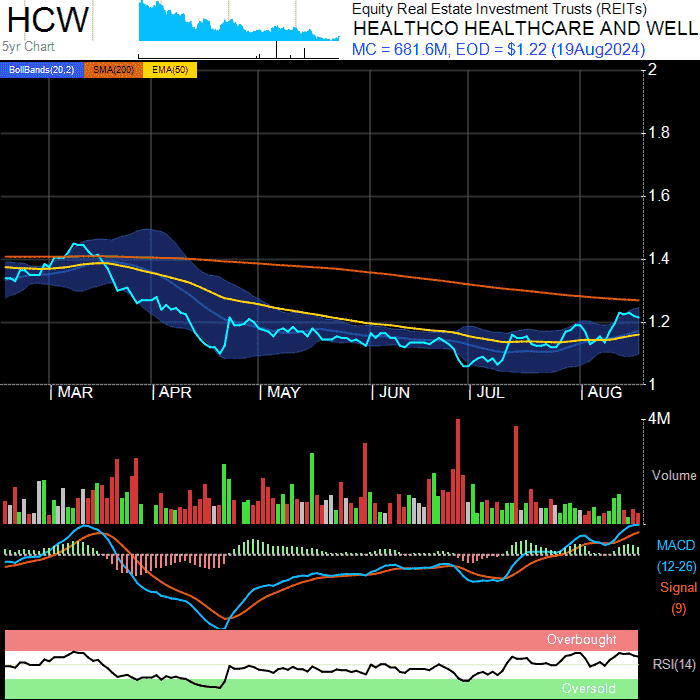 HCW
5yr Chart
Equity Real Estate Investment Trusts (REITs)
HEALTHCO HEALTHCARE AND WELL
MC = 681.6M, EOD = $1.22 (19Aug2024)
BollBands(20,2) SMA(200) EMA(50)
2
1.8
1.6
1.4
1.2
1
MAR APR MAY JUN JUL AUG
4M
Volume
MACD
(12-26)
Signal
(9)
Overbought
RSI(14)
Oversold